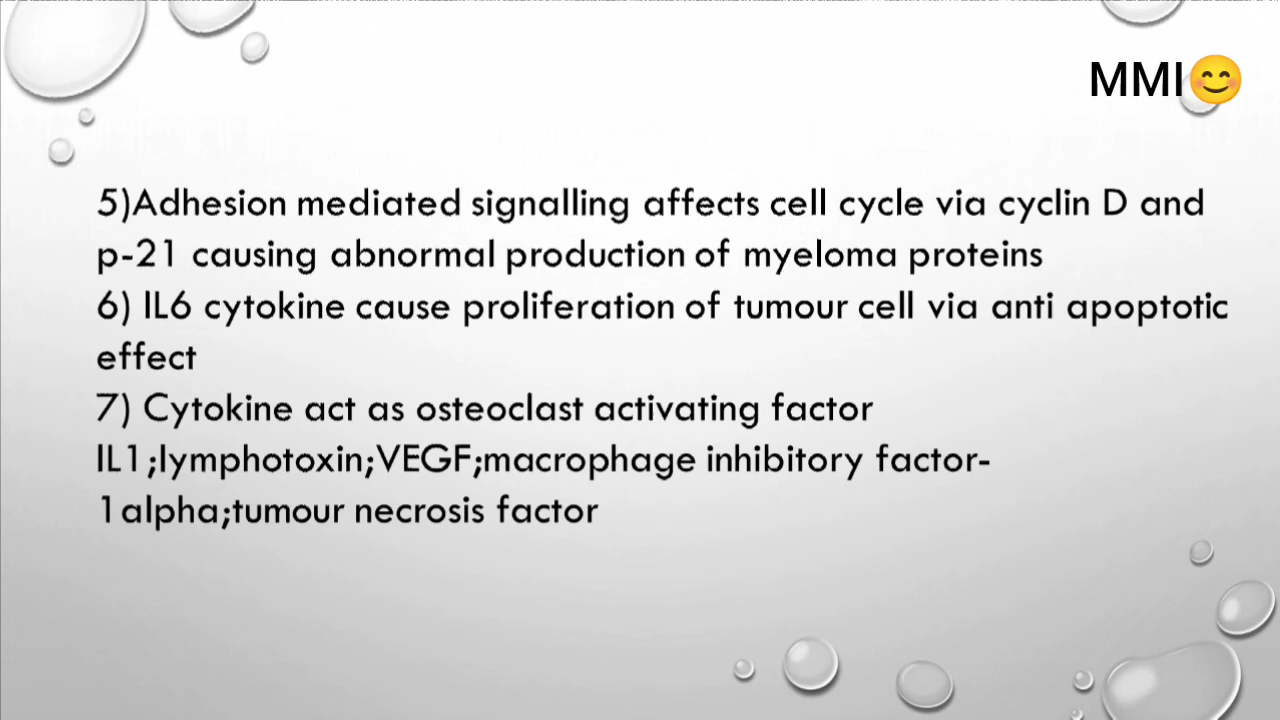 MMI😊
5)Adhesion mediated signalling affects cell cycle via cyclin D and
p-21 causing abnormal production of myeloma proteins
6) IL6 cytokine cause proliferation of tumour cell via anti apoptotic
effect
7) Cytokine act as osteoclast activating factor
IL1;lymphotoxin;VEGF;macrophage inhibitory factor-
1alpha;tumour necrosis factor